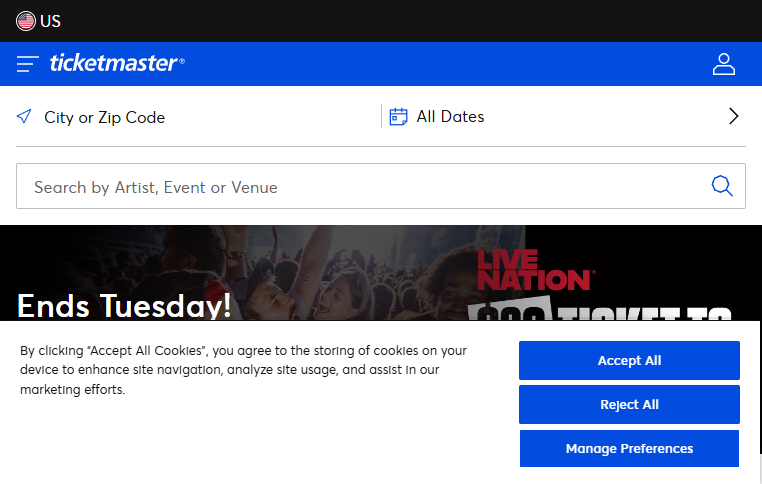 US
ticketmaster®
City or Zip Code
All Dates
Search by Artist, Event or Venue
LIVE
NATION®
Ends Tuesday!
TICKET TO
By clicking “Accept All Cookies”, you agree to the storing of cookies on your
device to enhance site navigation, analyze site usage, and assist in our
marketing efforts.
Accept All
Reject All
Manage Preferences